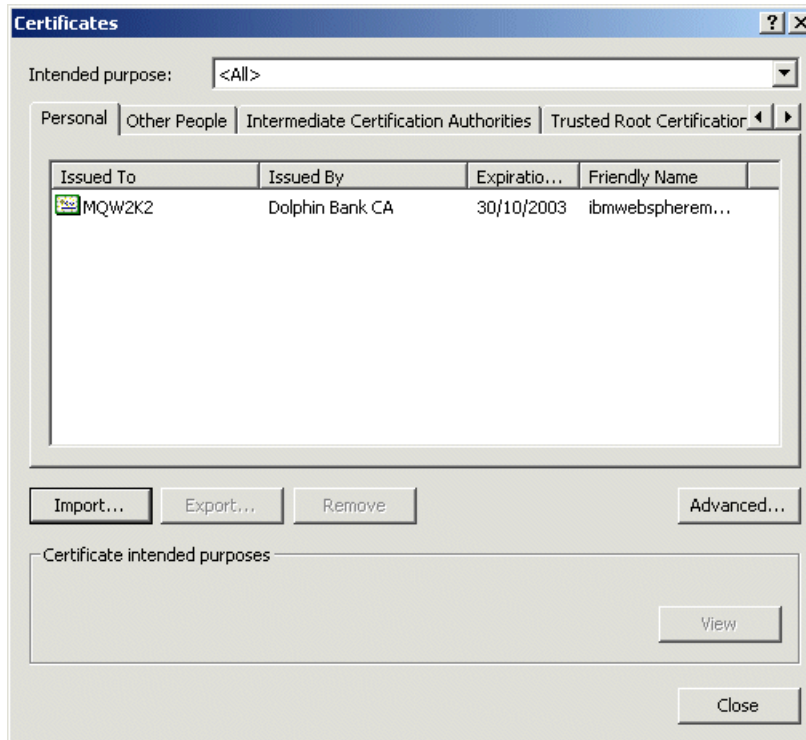 Certificates
Intended purpose: <All>
Personal Other People Intermediate Certification Authorities Trusted Root Certification
Issued To Issued By Expiratio... Friendly Name
MQW2K2 Dolphin Bank CA 30/10/2003 ibmwebspherem...
Import... Export... Remove Advanced...
Certificate intended purposes
View
Close